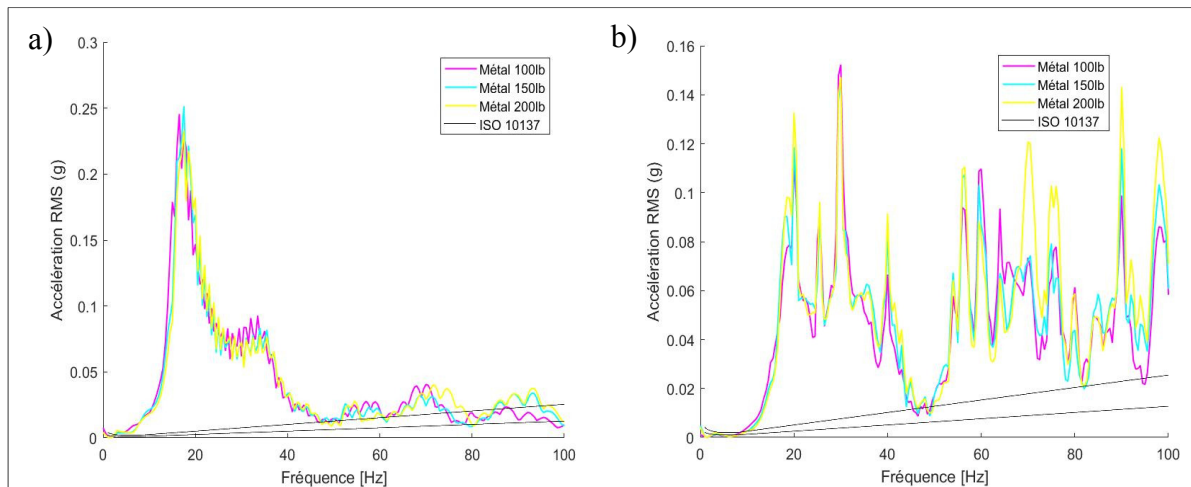 a)
Accélération RMS (g)
0.3
0.25
0.2
0.15
0.1
0.05
0
0
20
40
60
80
100
Fréquence [Hz]
Métal 100lb
Métal 150lb
Métal 200lb
ISO 10137
b)
Accélération RMS (g)
0.16
0.14
0.12
0.1
0.08
0.06
0.04
0.02
0
0
20
40
60
80
100
Fréquence [Hz]
Métal 100lb
Métal 150lb
Métal 200lb
ISO 10137